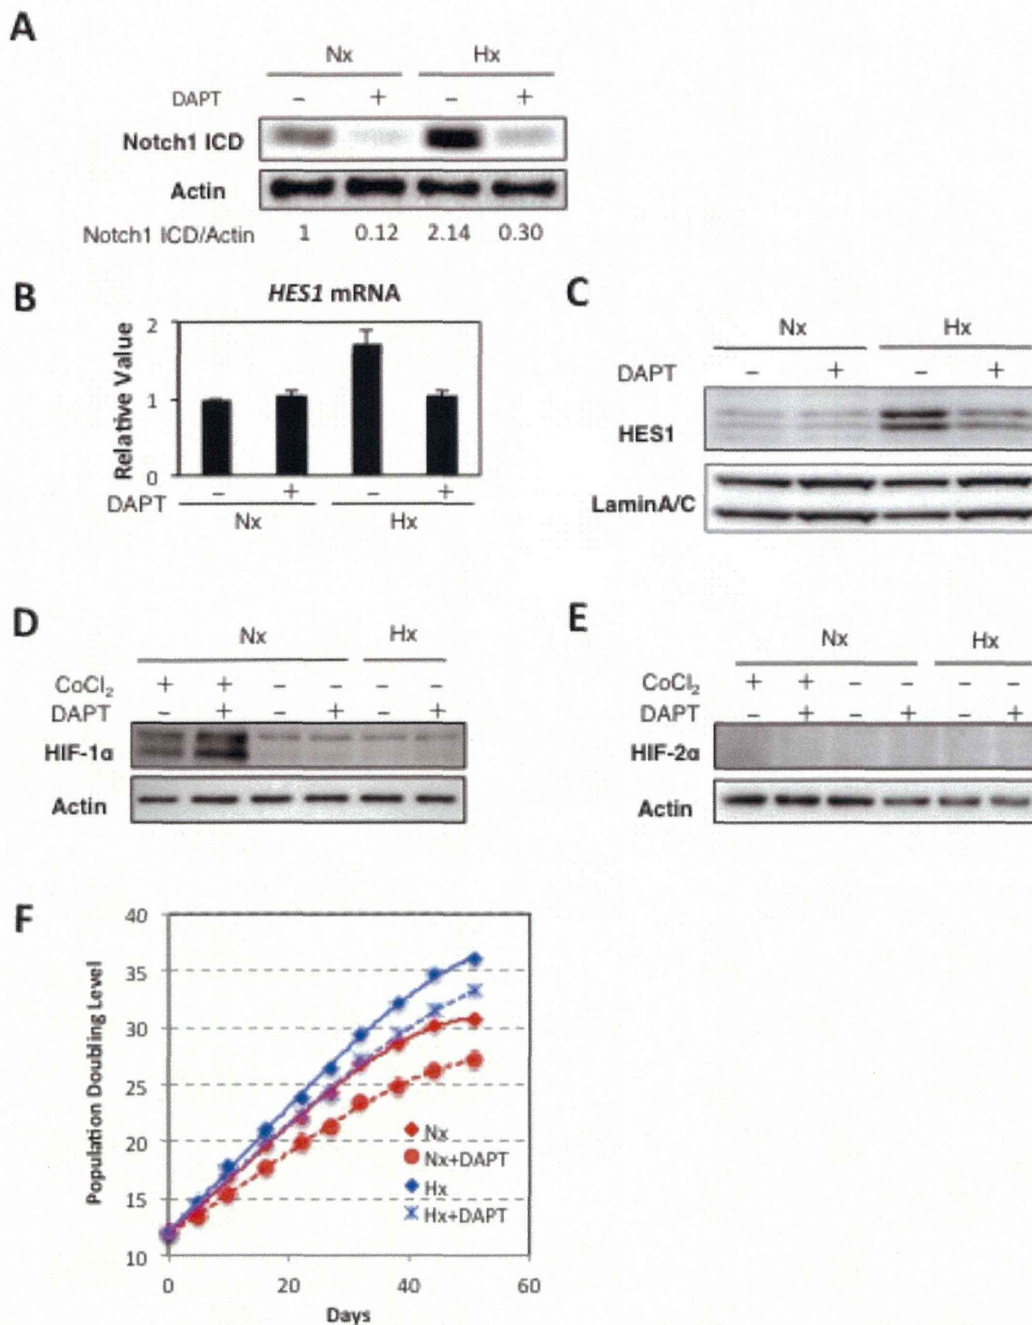 A
Nx Hx
DAPT − + − +
Notch1 ICD
Actin
Notch1 ICD/Actin 1 0.12 2.14 0.30
B
HES1 mRNA
Relative Value
2
1
0
DAPT − + − +
Nx Hx
C
Nx Hx
DAPT − + − +
HES1
LaminA/C
D
Nx Hx
CoCl₂ + + − − − −
DAPT − + − + − +
HIF-1α
Actin
E
Nx Hx
CoCl₂ + + − − − −
DAPT − + − + − +
HIF-2α
Actin
F
Population Doubling Level
40
35
30
25
20
15
10
Nx
Nx+DAPT
Hx
Hx+DAPT
0 20 40 60
Days